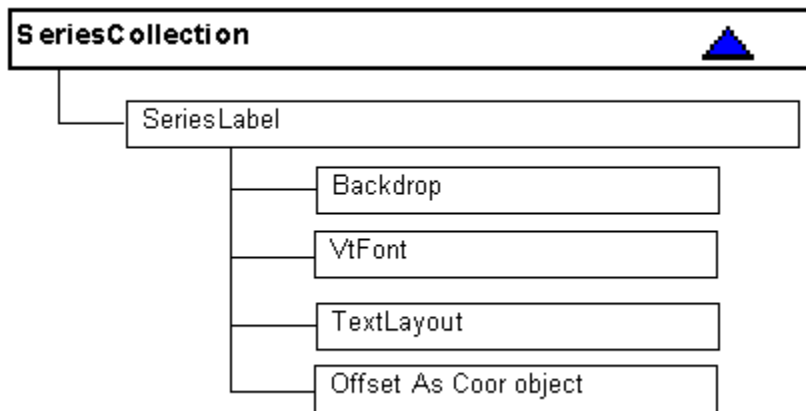 SeriesCollection
SeriesLabel
Backdrop
VtFont
TextLayout
Offset As Coor object